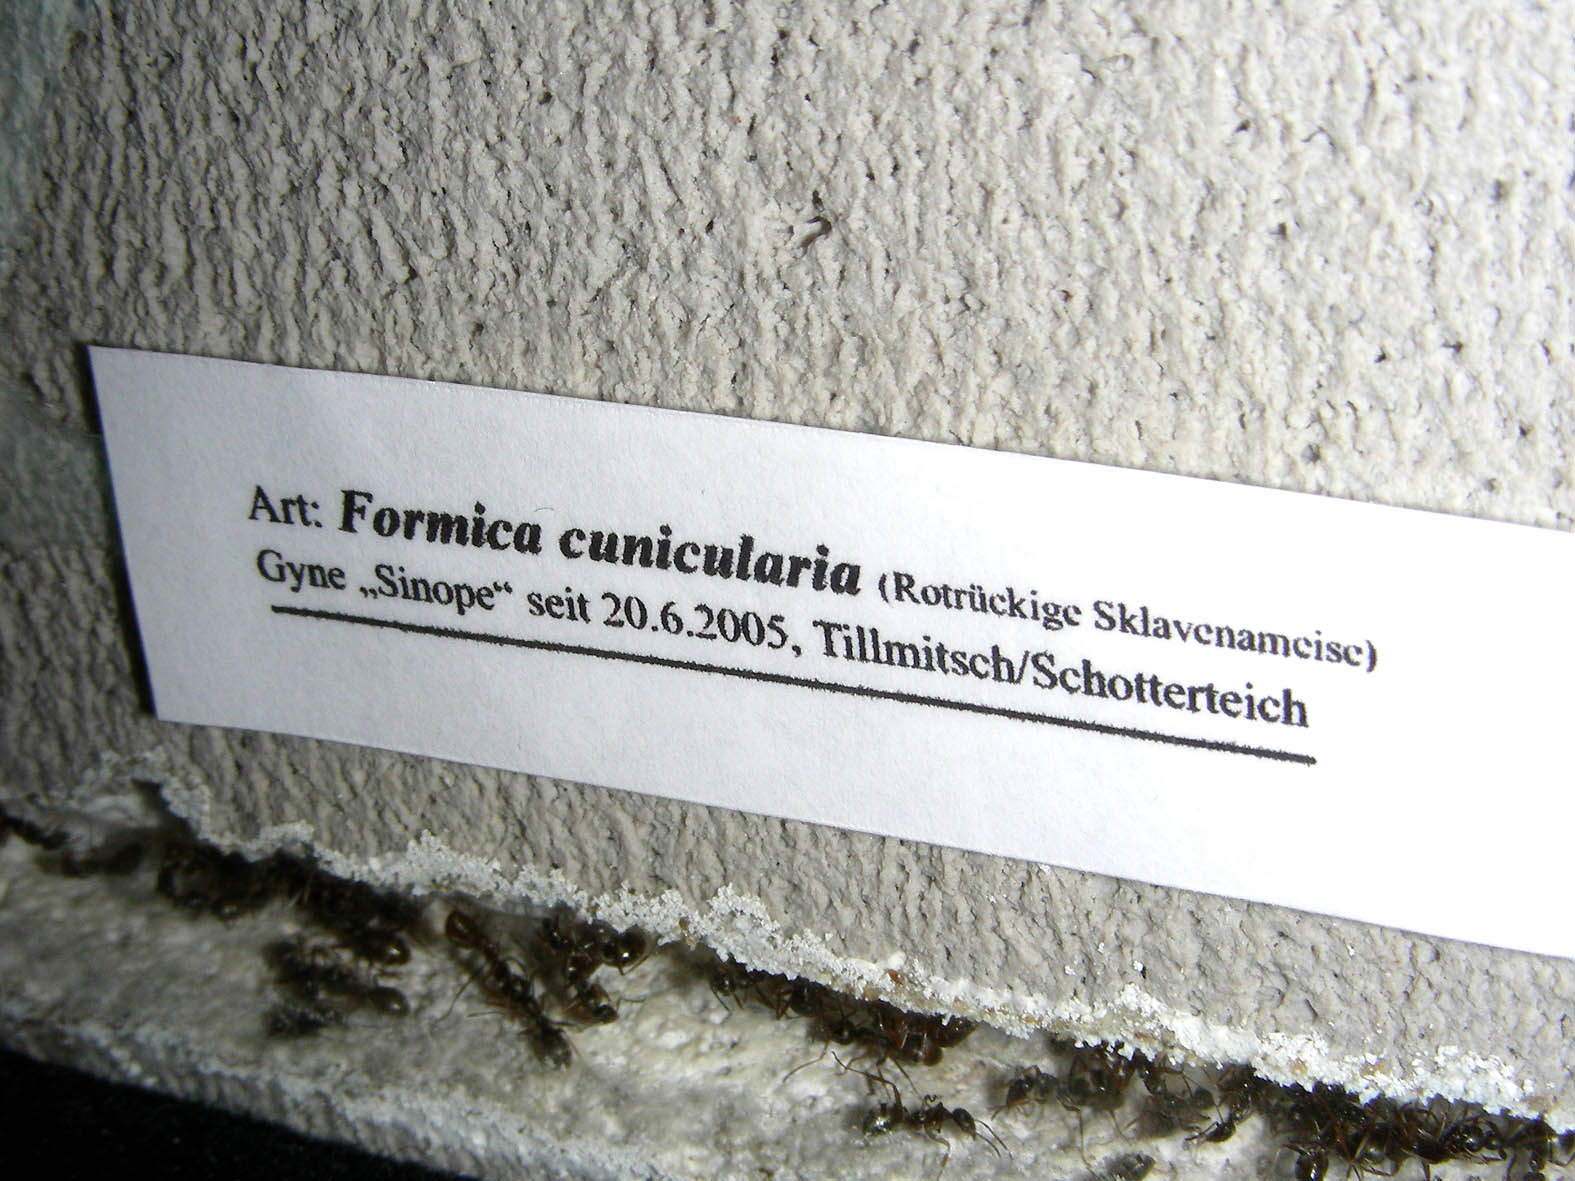 Art: Formica cunicularia (Rotrückige Sklavenameise)
Gyne „Sinope“ seit 20.6.2005, Tillmitsch/Schotterteich